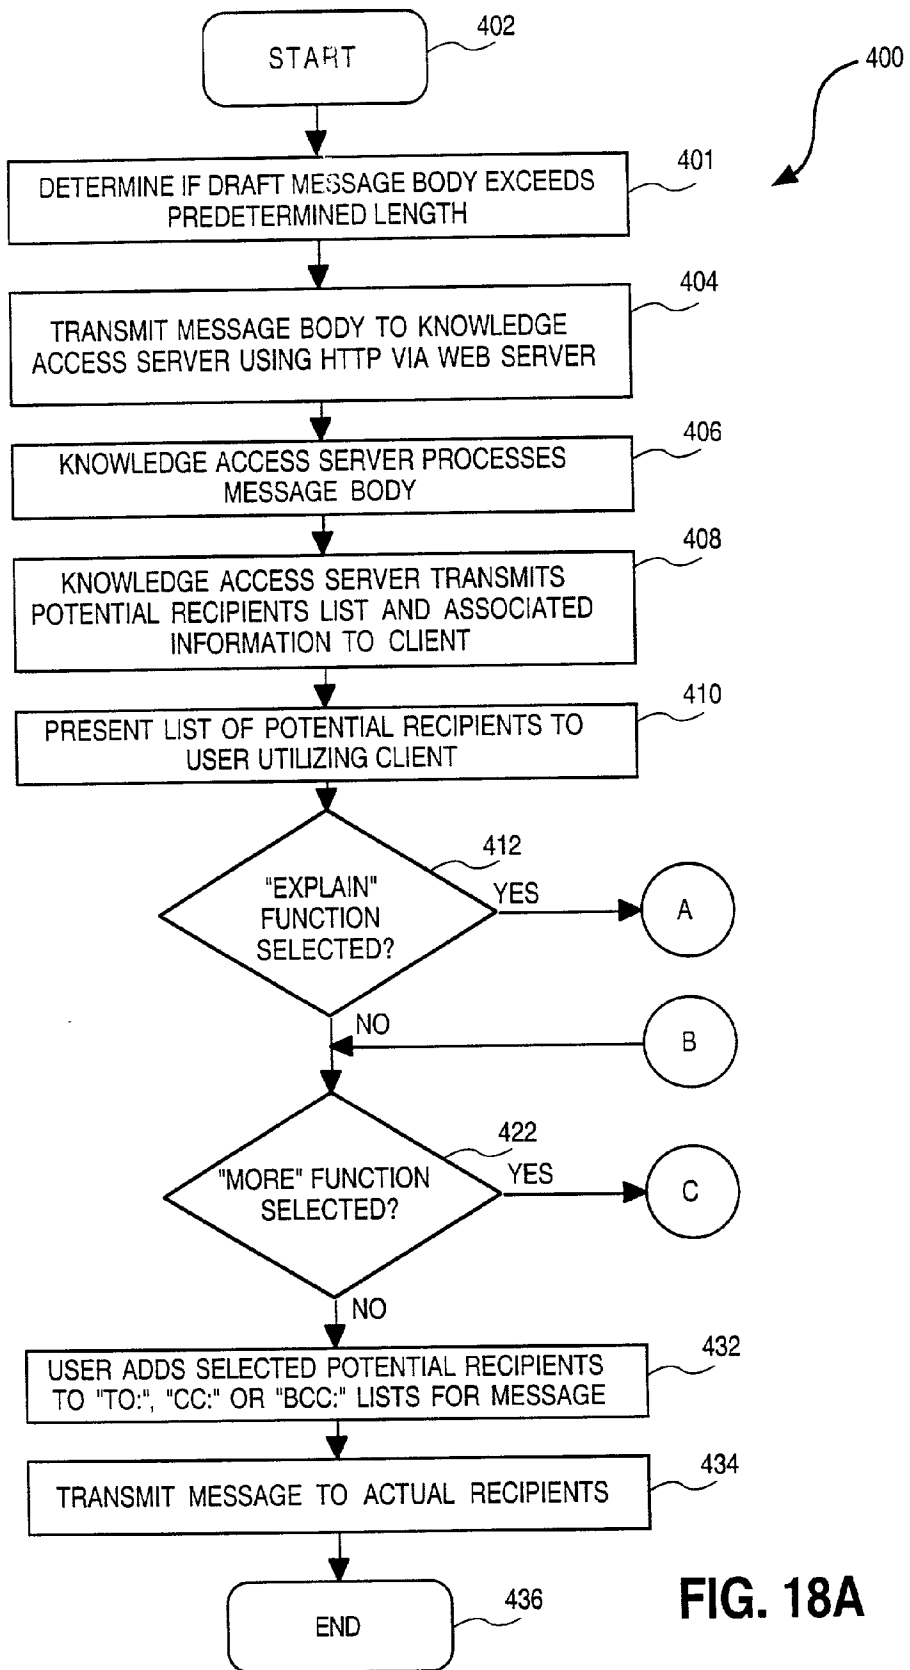 START
402
400
DETERMINE IF DRAFT MESSAGE BODY EXCEEDS
PREDETERMINED LENGTH
401
TRANSMIT MESSAGE BODY TO KNOWLEDGE
ACCESS SERVER USING HTTP VIA WEB SERVER
404
KNOWLEDGE ACCESS SERVER PROCESSES
MESSAGE BODY
406
KNOWLEDGE ACCESS SERVER TRANSMITS
POTENTIAL RECIPIENTS LIST AND ASSOCIATED
INFORMATION TO CLIENT
408
PRESENT LIST OF POTENTIAL RECIPIENTS TO
USER UTILIZING CLIENT
410
"EXPLAIN"
FUNCTION
SELECTED?
412
YES
A
NO
B
"MORE" FUNCTION
SELECTED?
422
YES
C
NO
USER ADDS SELECTED POTENTIAL RECIPIENTS
TO "TO:", "CC:" OR "BCC:" LISTS FOR MESSAGE
432
TRANSMIT MESSAGE TO ACTUAL RECIPIENTS
434
END
436
FIG. 18A